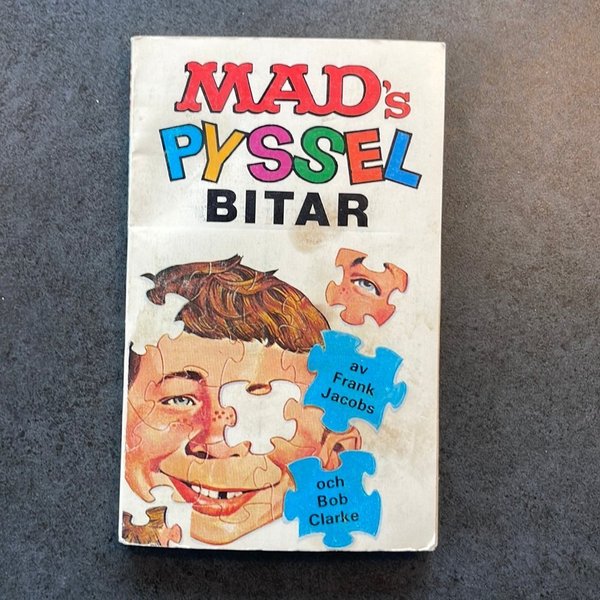 MAD's
PYSSEL
BITAR
av
Frank
Jacobs
och
Bob
Clarke